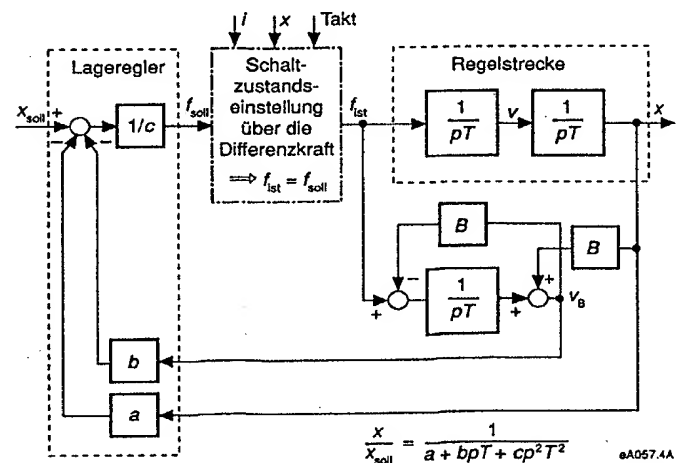 i x Takt
Lageregler
Regelstrecke
Schalt-
zustands-
einstellung
über die
Differenzkraft
⟹ f_ist = f_soll
x_soll + − −
1/c
f_soll
f_ist
1/pT
v
1/pT
x
B
B
− +
1/pT
+ +
v_B
b
a
x/x_soll = 1/(a + bpT + cp²T²)
eA057.4A